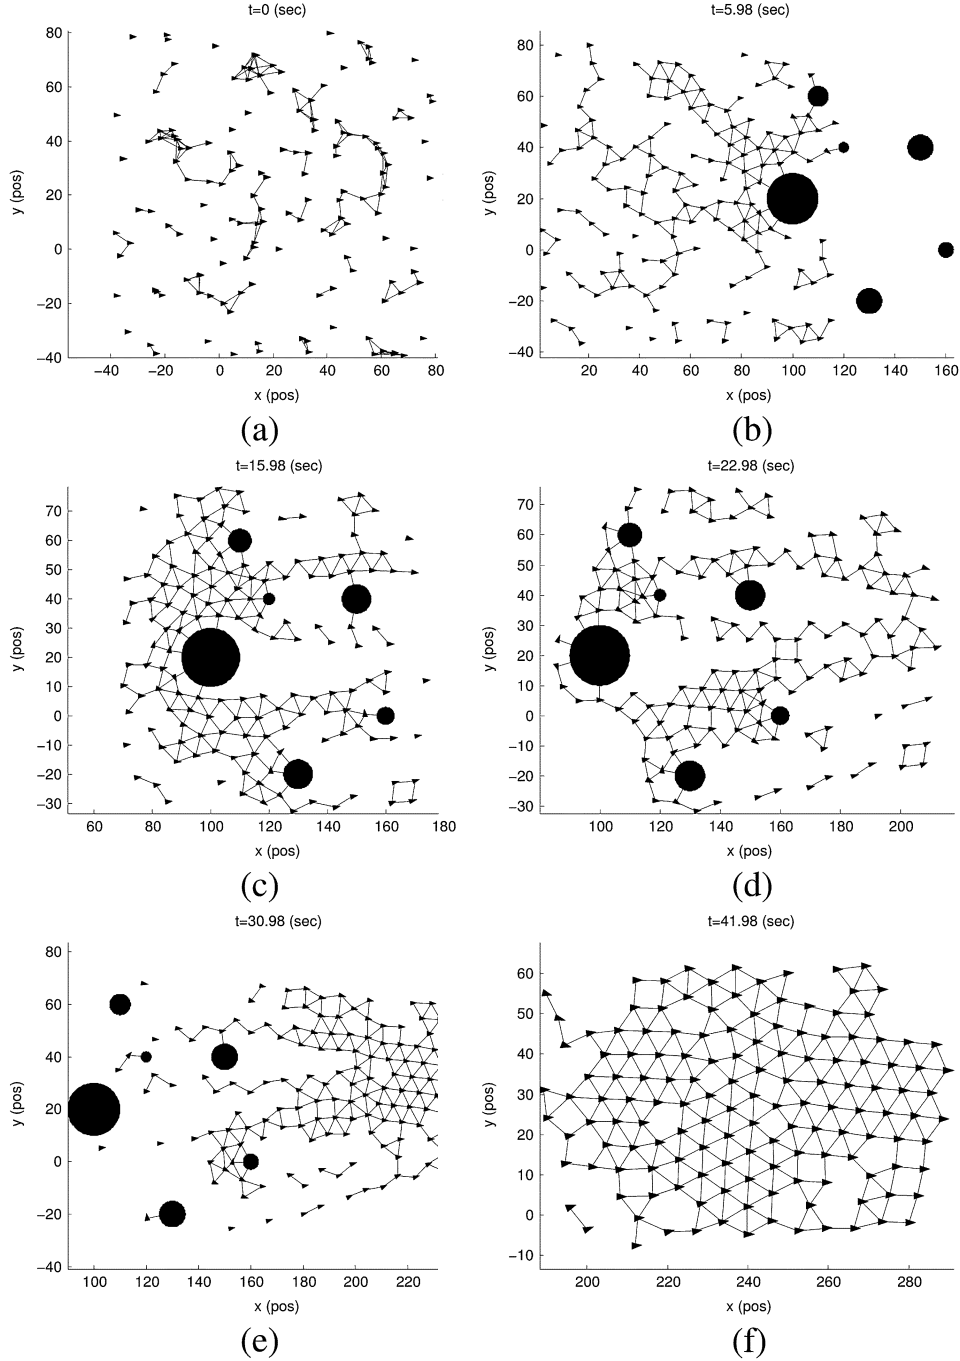 t=0 (sec)
80
60
40
20
0
−20
−40
y (pos)
−40 −20 0 20 40 60 80
x (pos)
(a)
t=5.98 (sec)
80
60
40
20
0
−20
−40
y (pos)
20 40 60 80 100 120 140 160
x (pos)
(b)
t=15.98 (sec)
70
60
50
40
30
20
10
0
−10
−20
−30
y (pos)
60 80 100 120 140 160 180
x (pos)
(c)
t=22.98 (sec)
70
60
50
40
30
20
10
0
−10
−20
−30
y (pos)
100 120 140 160 180 200
x (pos)
(d)
t=30.98 (sec)
80
60
40
20
0
−20
−40
y (pos)
100 120 140 160 180 200 220
x (pos)
(e)
t=41.98 (sec)
60
50
40
30
20
10
0
−10
y (pos)
200 220 240 260 280
x (pos)
(f)